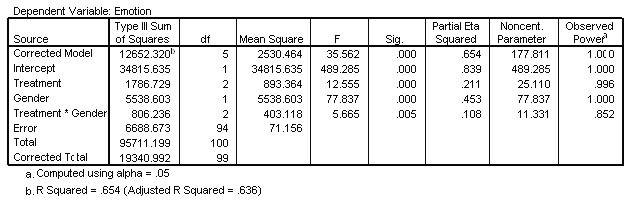 Dependent Variable: Emotion
Source Type III Sum of Squares df Mean Square F Sig. Partial Eta Squared Noncent. Parameter Observed Power^a
Corrected Model 12652.320^b 5 2530.464 35.562 .000 .654 177.811 1.000
Intercept 34815.635 1 34815.635 489.285 .000 .839 489.285 1.000
Treatment 1786.729 2 893.364 12.555 .000 .211 25.110 .996
Gender 5538.603 1 5538.603 77.837 .000 .453 77.837 1.000
Treatment * Gender 806.236 2 403.118 5.665 .005 .108 11.331 .852
Error 6688.673 94 71.156
Total 95711.199 100
Corrected Total 19340.992 99
a. Computed using alpha = .05
b. R Squared = .654 (Adjusted R Squared = .636)